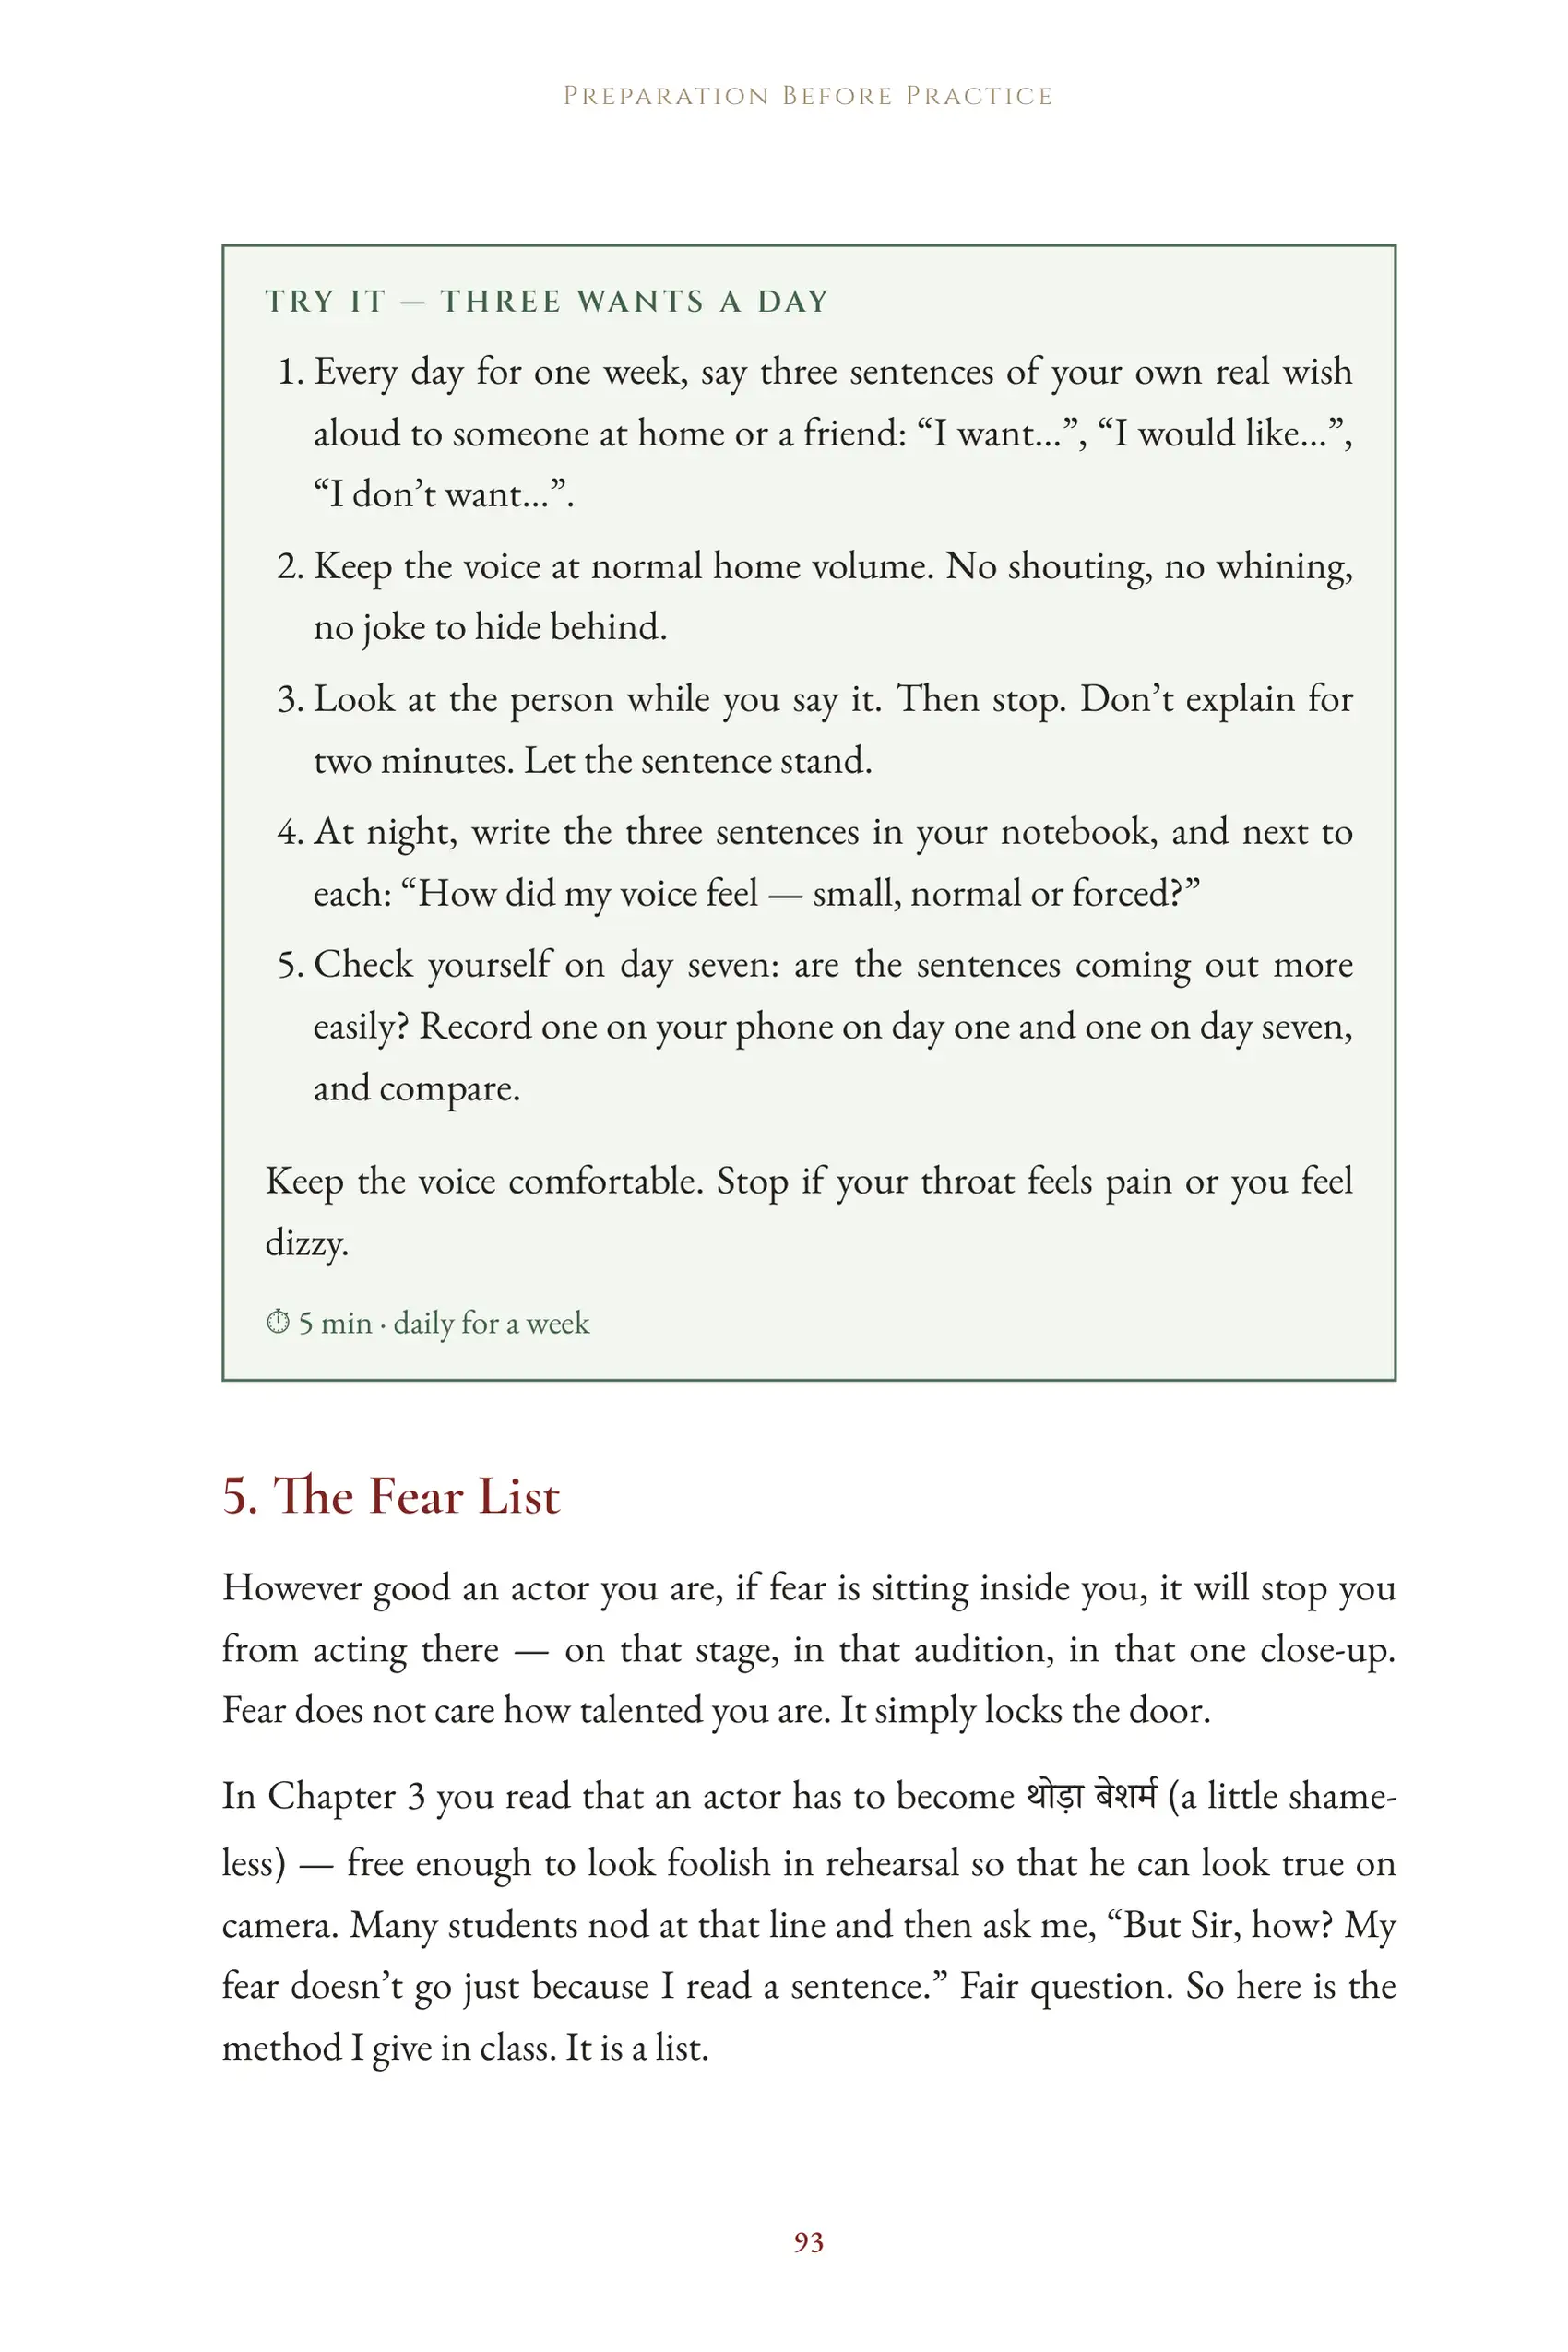 PREPARATION BEFORE PRACTICE
TRY IT — THREE WANTS A DAY
1. Every day for one week, say three sentences of your own real wish
aloud to someone at home or a friend: “I want…”, “I would like…”,
“I don’t want…”.
2. Keep the voice at normal home volume. No shouting, no whining,
no joke to hide behind.
3. Look at the person while you say it. Then stop. Don’t explain for
two minutes. Let the sentence stand.
4. At night, write the three sentences in your notebook, and next to
each: “How did my voice feel — small, normal or forced?”
5. Check yourself on day seven: are the sentences coming out more
easily? Record one on your phone on day one and one on day seven,
and compare.
Keep the voice comfortable. Stop if your throat feels pain or you feel
dizzy.
⏱ 5 min · daily for a week
5. The Fear List
However good an actor you are, if fear is sitting inside you, it will stop you
from acting there — on that stage, in that audition, in that one close-up.
Fear does not care how talented you are. It simply locks the door.
In Chapter 3 you read that an actor has to become थोड़ा बेशर्म (a little shame-
less) — free enough to look foolish in rehearsal so that he can look true on
camera. Many students nod at that line and then ask me, “But Sir, how? My
fear doesn’t go just because I read a sentence.” Fair question. So here is the
method I give in class. It is a list.
93